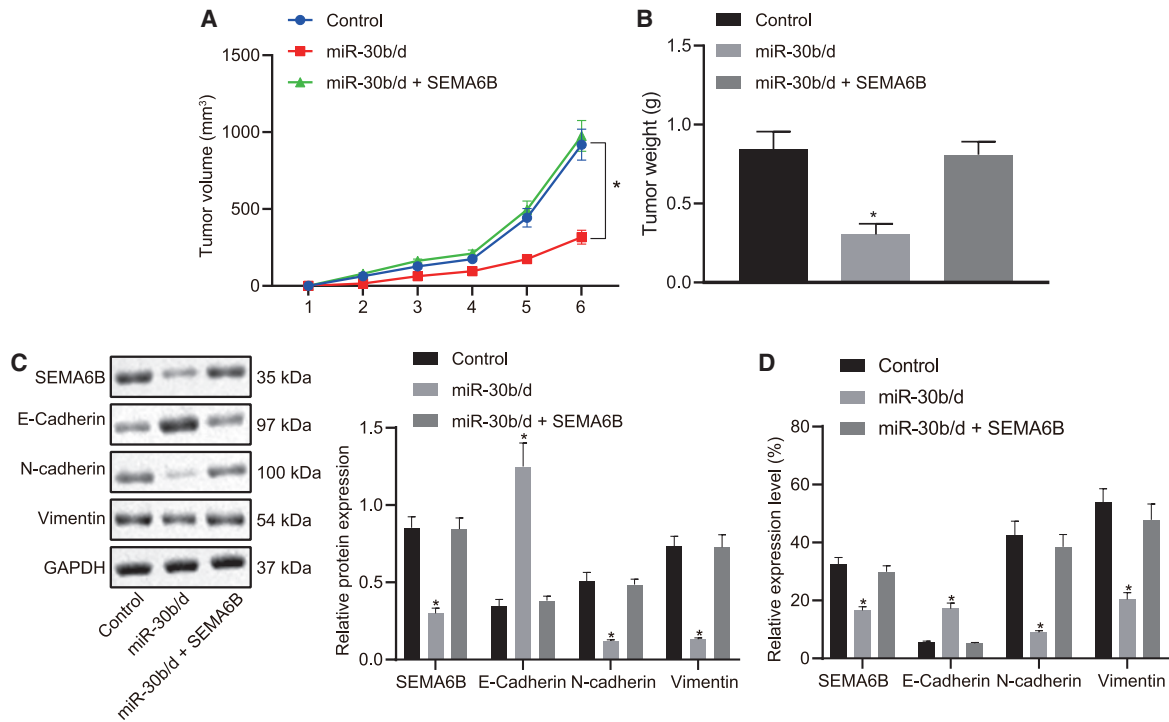 A
Control
miR-30b/d
miR-30b/d + SEMA6B
Tumor volume (mm³)
1500
1000
500
0
1 2 3 4 5 6
*
B
Control
miR-30b/d
miR-30b/d + SEMA6B
Tumor weight (g)
1.5
1.0
0.5
0.0
*
C
SEMA6B 35 kDa
E-Cadherin 97 kDa
N-cadherin 100 kDa
Vimentin 54 kDa
GAPDH 37 kDa
Control
miR-30b/d
miR-30b/d + SEMA6B
Control
miR-30b/d
miR-30b/d + SEMA6B
Relative protein expression
1.5
1.0
0.5
0.0
* * * *
SEMA6B E-Cadherin N-cadherin Vimentin
D
Control
miR-30b/d
miR-30b/d + SEMA6B
Relative expression level (%)
80
60
40
20
0
* * * *
SEMA6B E-Cadherin N-cadherin Vimentin